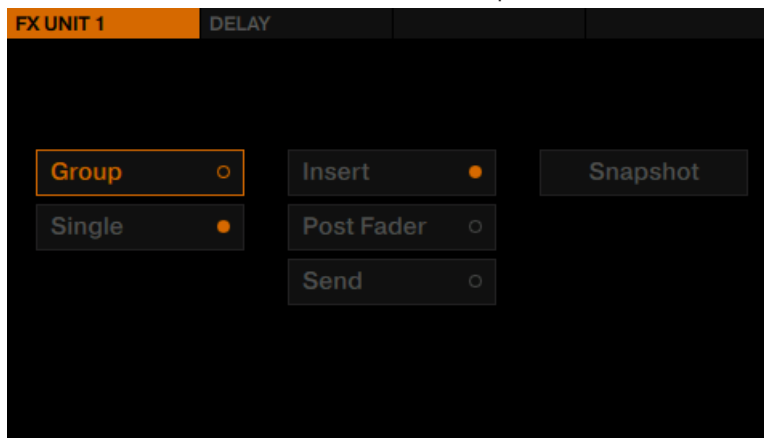 FX UNIT 1
DELAY
Group
Insert
Snapshot
Single
Post Fader
Send